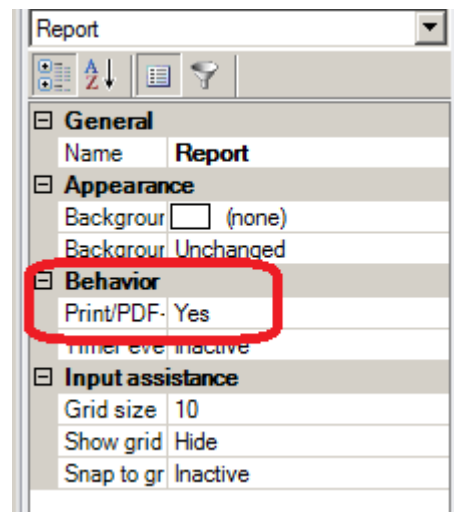 Report
A
Z
General
Name Report
Appearance
Backgrour (none)
Backgrour Unchanged
Behavior
Print/PDF- Yes
Timer eve Inactive
Input assistance
Grid size 10
Show grid Hide
Snap to gr Inactive